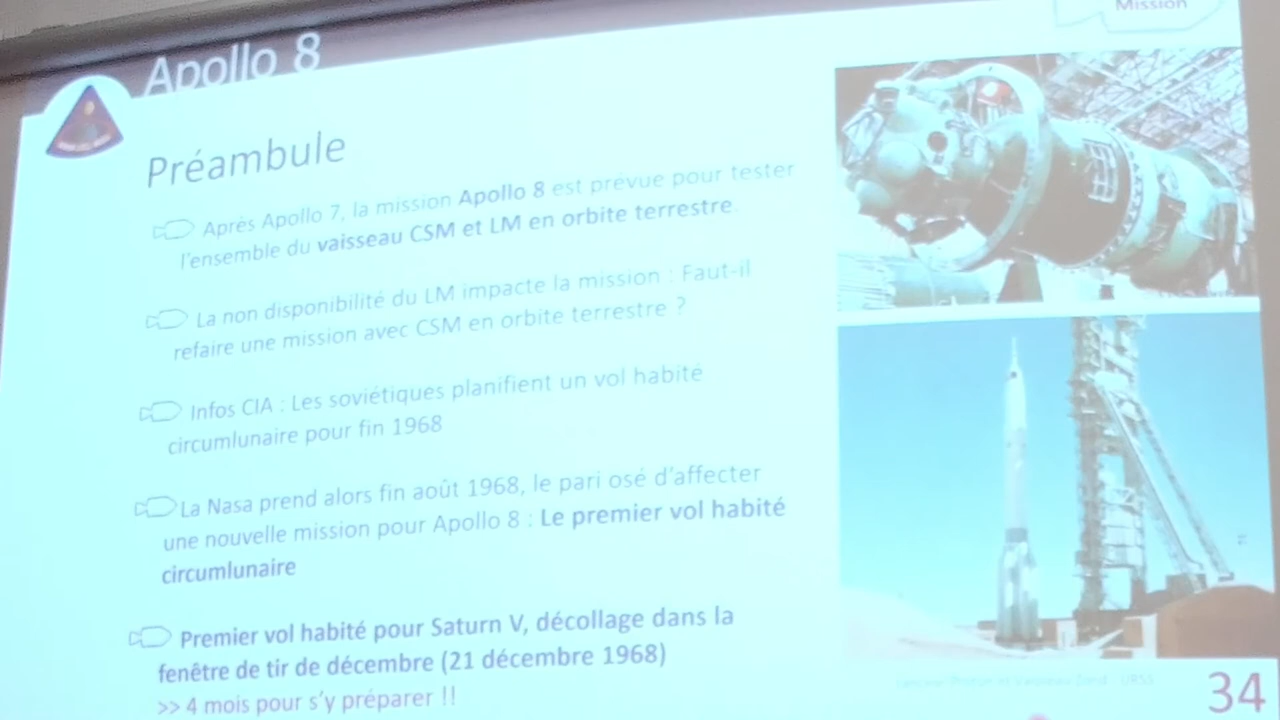 Mission
Apollo 8
Préambule
Après Apollo 7, la mission Apollo 8 est prévue pour tester
l'ensemble du vaisseau CSM et LM en orbite terrestre.
La non disponibilité du LM impacte la mission : Faut-il
refaire une mission avec CSM en orbite terrestre ?
Infos CIA : Les soviétiques planifient un vol habité
circumlunaire pour fin 1968
La Nasa prend alors fin août 1968, le pari osé d'affecter
une nouvelle mission pour Apollo 8 : Le premier vol habité
circumlunaire
Premier vol habité pour Saturn V, décollage dans la
fenêtre de tir de décembre (21 décembre 1968)
>> 4 mois pour s'y préparer !!
URSS
34